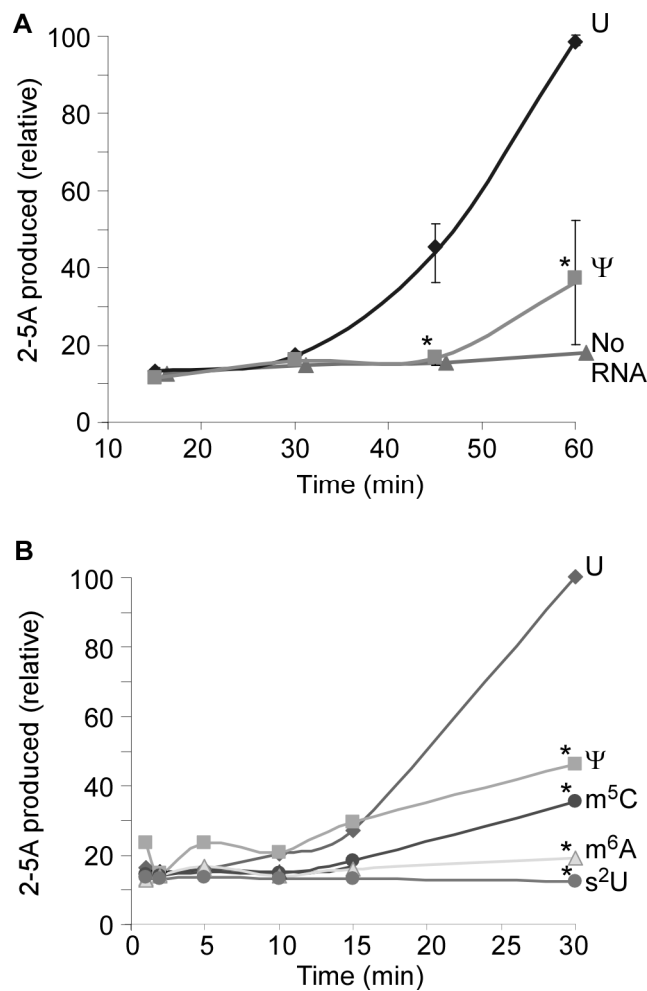 A
2-5A produced (relative)
100
80
60
40
20
0
10 20 30 40 50 60
Time (min)
U
*
Ψ
*
No
RNA
B
2-5A produced (relative)
100
80
60
40
20
0
0 5 10 15 20 25 30
Time (min)
U
* Ψ
* m⁵C
* m⁶A
* s²U